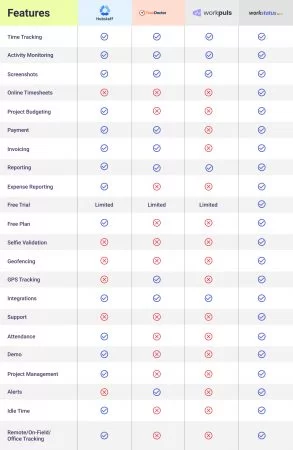 Features
Hubstaff
TimeDoctor
workpuls
workstatus
Time Tracking
Activity Monitoring
Screenshots
Online Timesheets
Project Budgeting
Payment
Invoicing
Reporting
Expense Reporting
Free Trial Limited Limited Limited
Free Plan
Selfie Validation
Geofencing
GPS Tracking
Integrations
Support
Attendance
Demo
Project Management
Alerts
Idle Time
Remote/On-Field/
Office Tracking